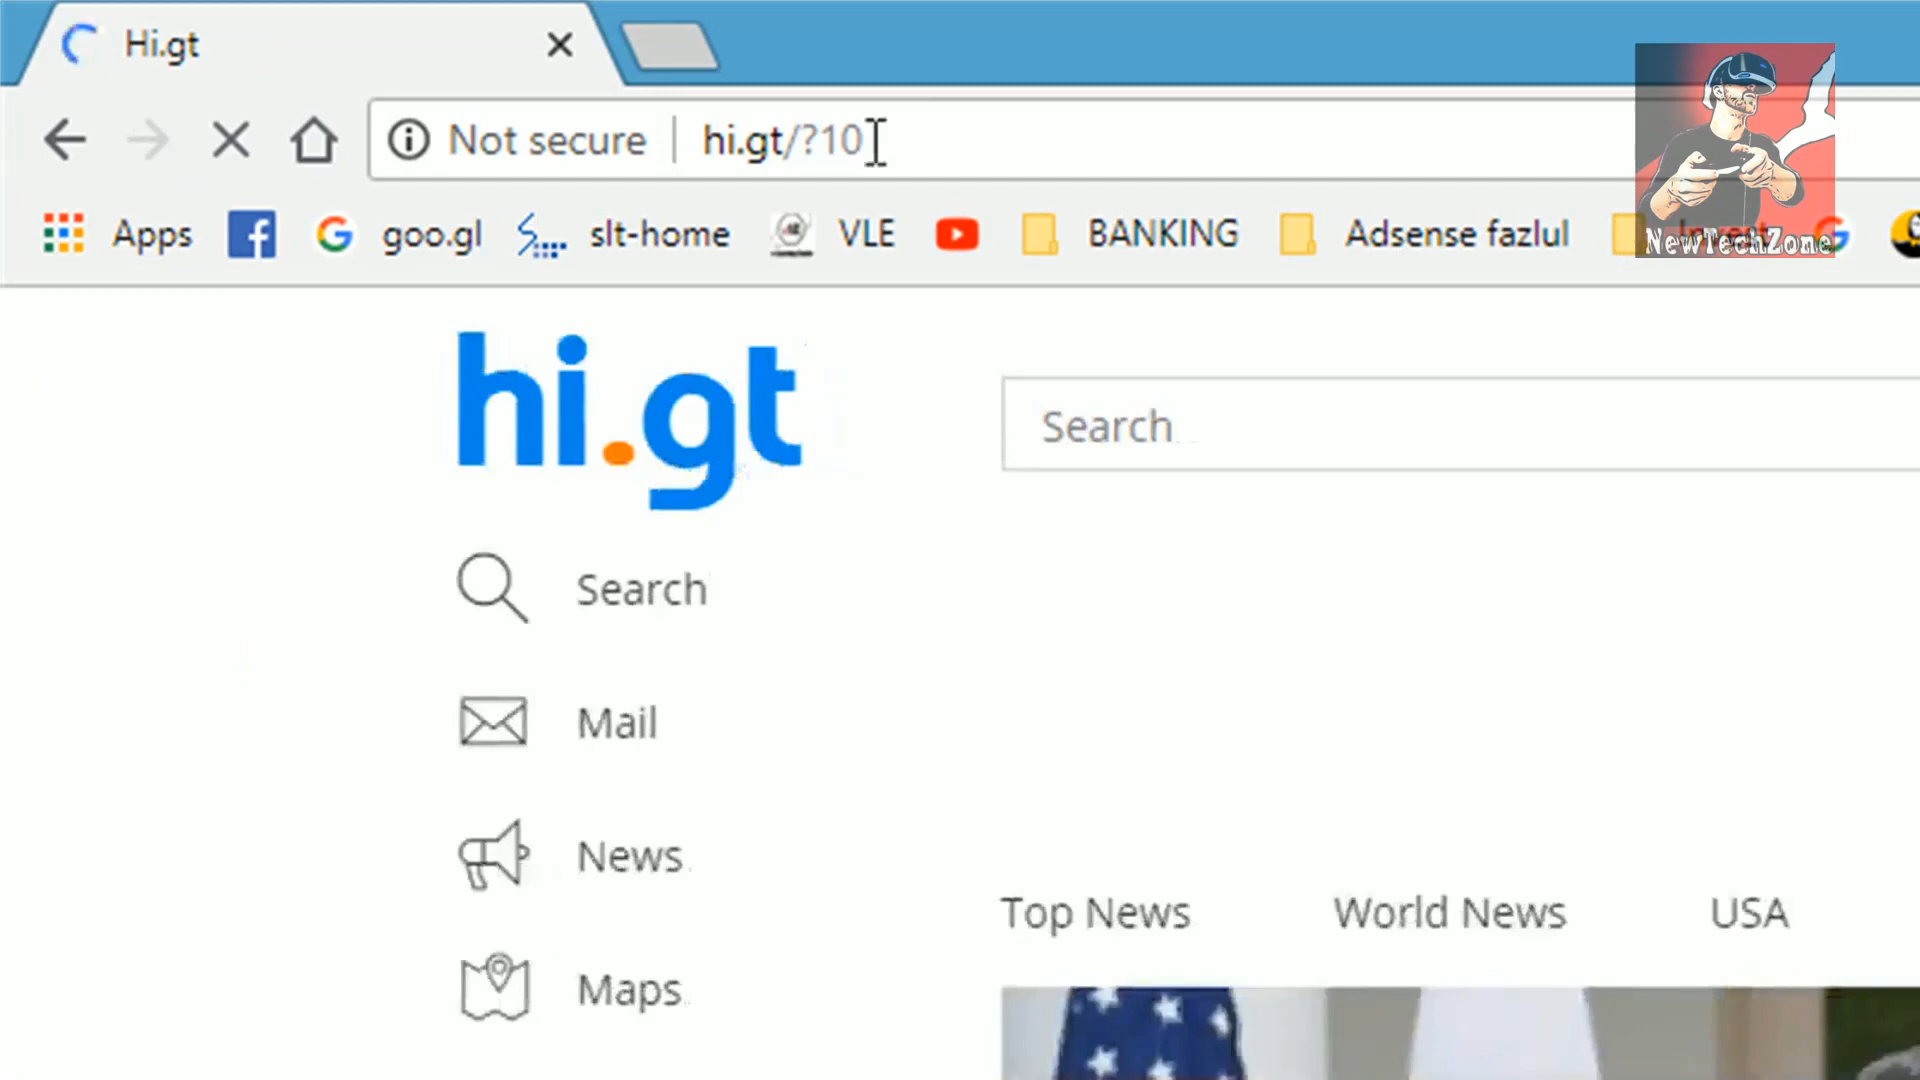 Hi.gt
Not secure | hi.gt/?10
Apps goo.gl slt-home VLE BANKING Adsense fazlul
NewTechZone
hi.gt
Search
Search
Mail
News
Maps
Top News World News USA